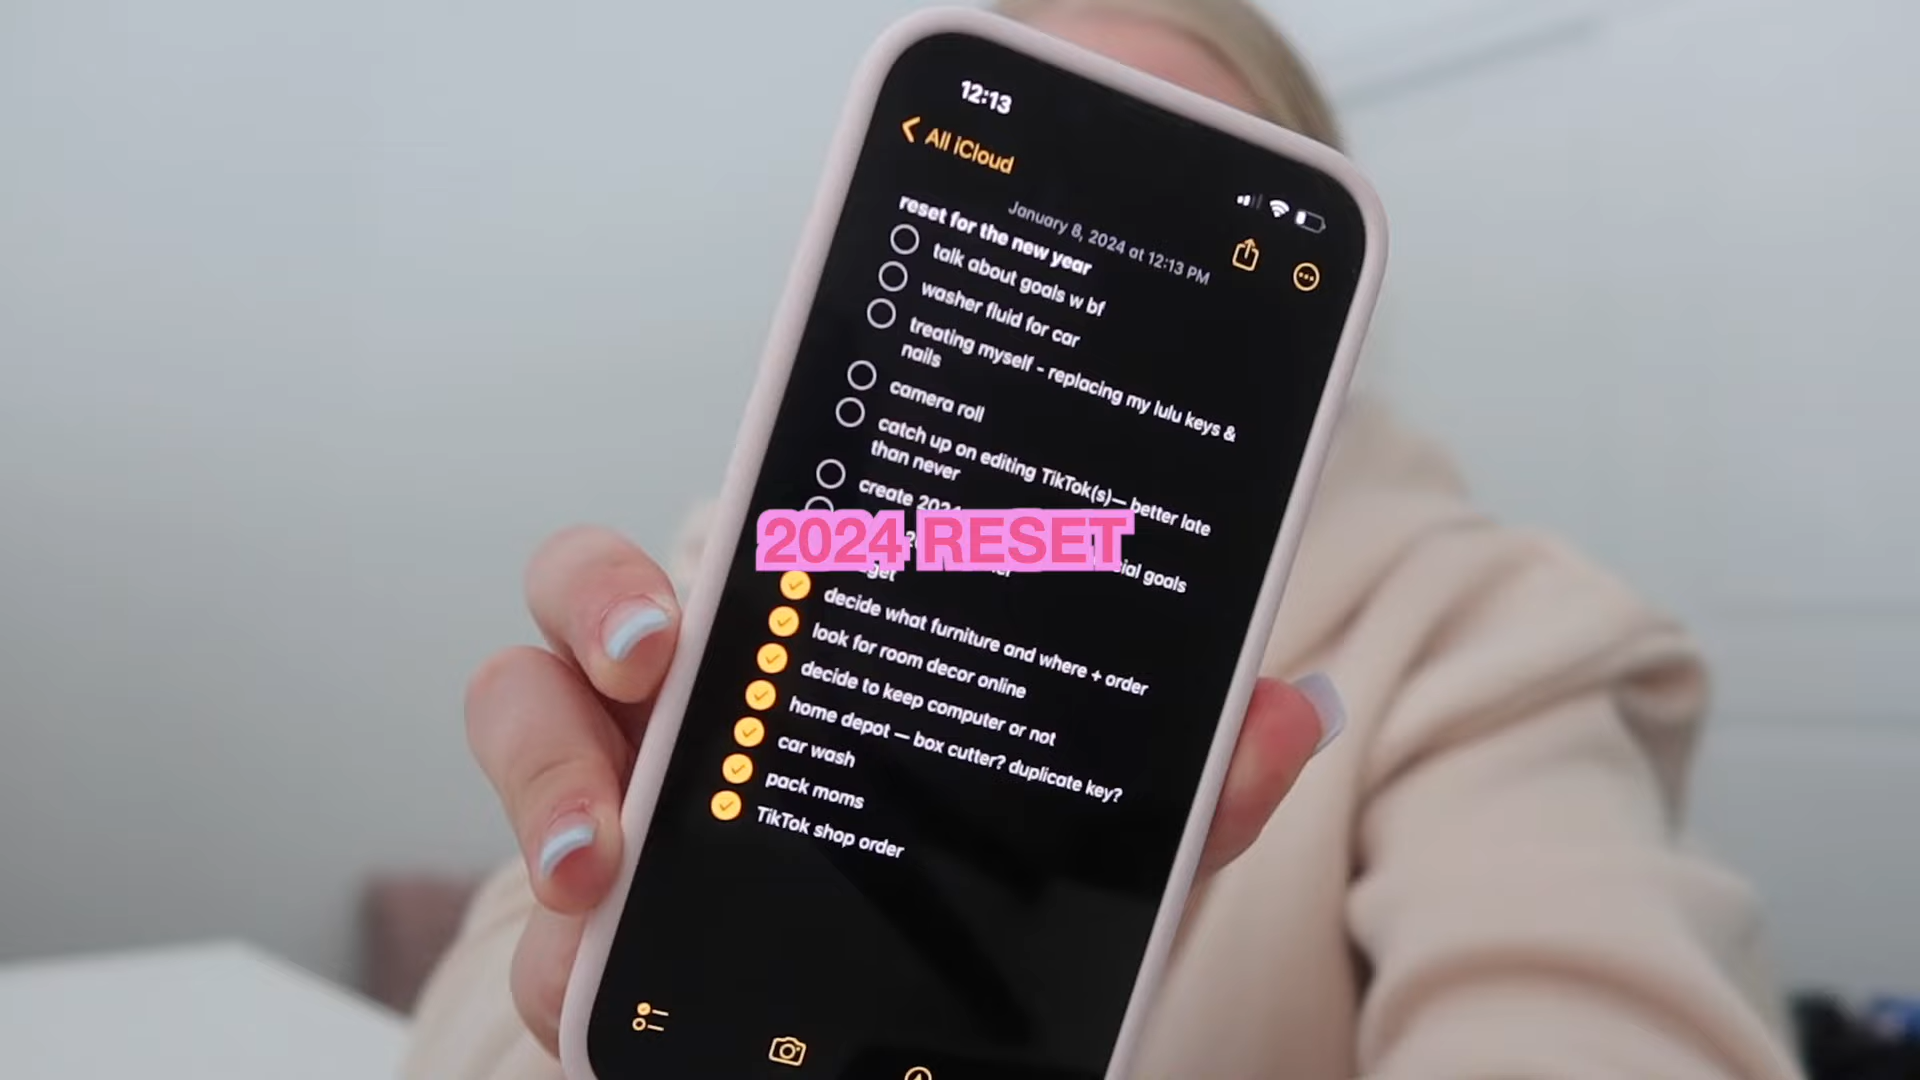 12:13
All iCloud
January 8, 2024 at 12:13 PM
reset for the new year
talk about goals w bf
washer fluid for car
treating myself - replacing my lulu keys &
nails
camera roll
catch up on editing TikTok(s)— better late
than never
create
2024 RESET
goals
decide what furniture and where + order
look for room decor online
decide to keep computer or not
home depot — box cutter? duplicate key?
car wash
pack moms
TikTok shop order